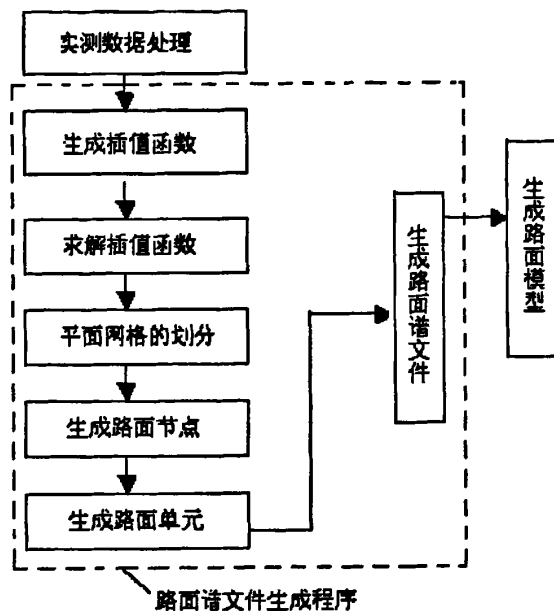 实测数据处理
生成插值函数
求解插值函数
平面网格的划分
生成路面节点
生成路面单元
生成路面谱文件
生成路面模型
路面谱文件生成程序